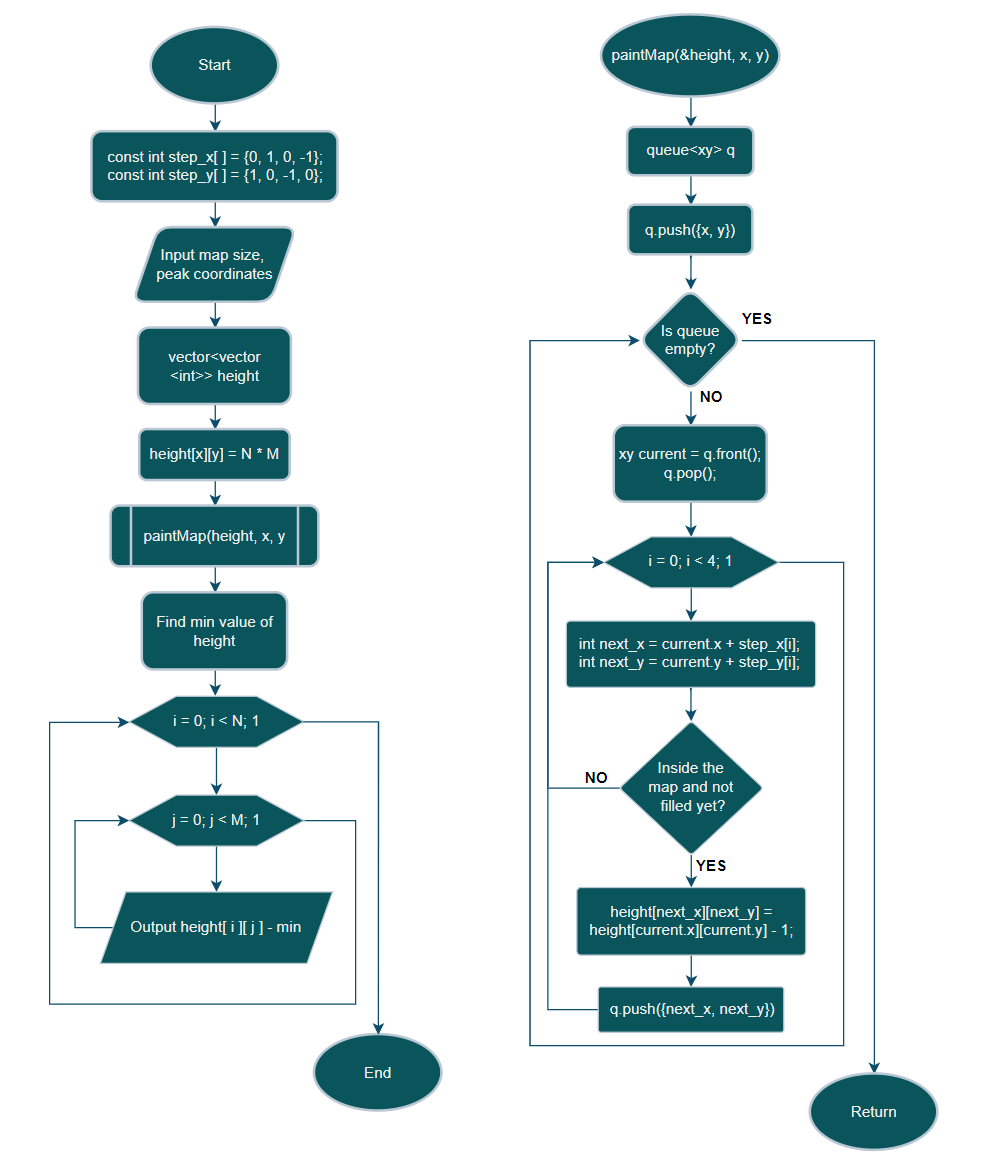 Start
const int step_x[ ] = {0, 1, 0, -1};
const int step_y[ ] = {1, 0, -1, 0};
Input map size,
peak coordinates
vector<vector
<int>> height
height[x][y] = N * M
paintMap(height, x, y
Find min value of
height
i = 0; i < N; 1
j = 0; j < M; 1
Output height[ i ][ j ] - min
End
paintMap(&height, x, y)
queue<xy> q
q.push({x, y})
Is queue
empty?
YES
NO
xy current = q.front();
q.pop();
i = 0; i < 4; 1
int next_x = current.x + step_x[i];
int next_y = current.y + step_y[i];
Inside the
map and not
filled yet?
NO
YES
height[next_x][next_y] =
height[current.x][current.y] - 1;
q.push({next_x, next_y})
Return